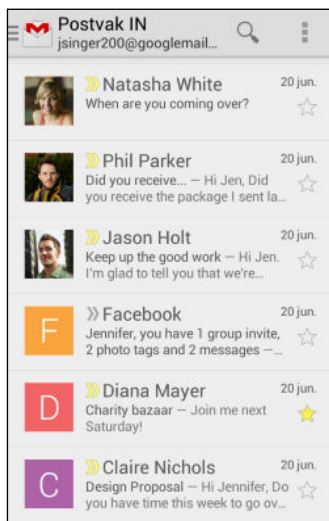 Postvak IN
jsinger200@googlemail...
Natasha White 20 jun.
When are you coming over?
Phil Parker 20 jun.
Did you receive... – Hi Jen, Did
you receive the package I sent la...
Jason Holt 20 jun.
Keep up the good work – Hi Jen.
I'm glad to tell you that we're...
F
Facebook 20 jun.
Jennifer, you have 1 group invite,
2 photo tags and 2 messages –...
D
Diana Mayer 20 jun.
Charity bazaar – Join me next
Saturday!
C
Claire Nichols 20 jun.
Design Proposal – Hi Jennifer, Do
you have time this week to go ov...